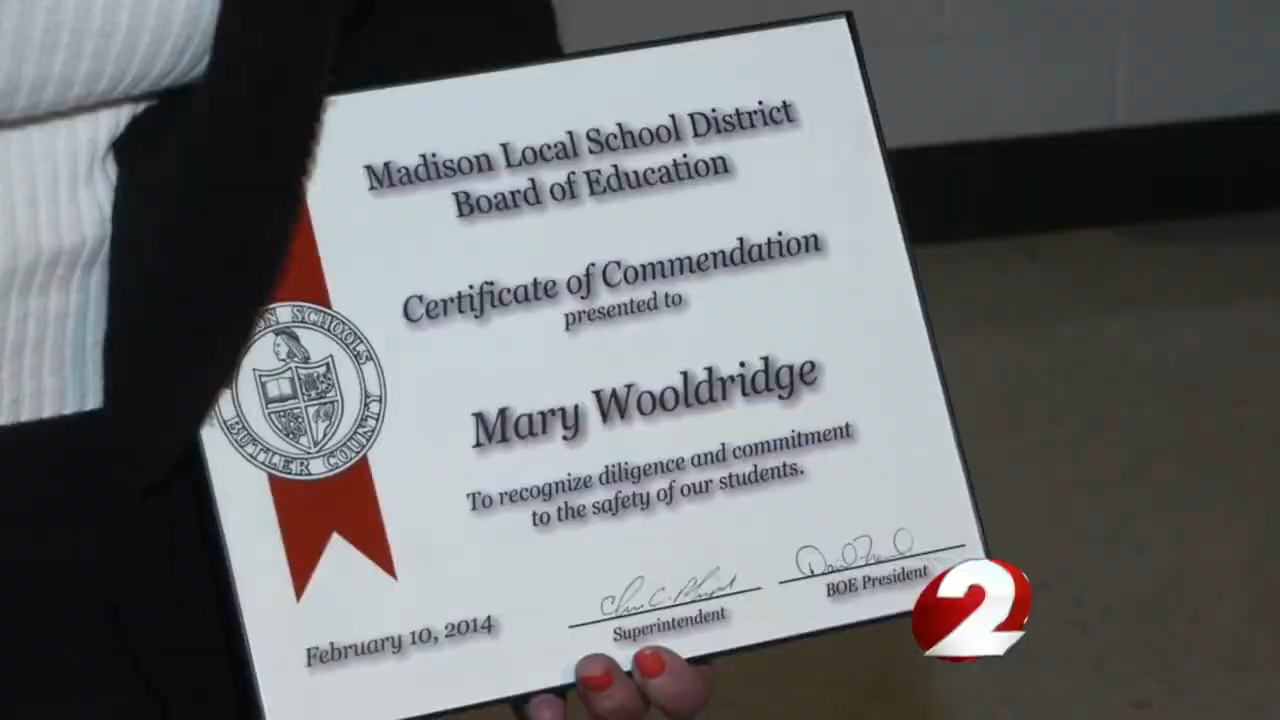 Madison Local School District
Board of Education
Certificate of Commendation
presented to
Mary Wooldridge
To recognize diligence and commitment
to the safety of our students.
SCHOOLS
BUTLER COUNTY
February 10, 2014
Superintendent
BOE President
2